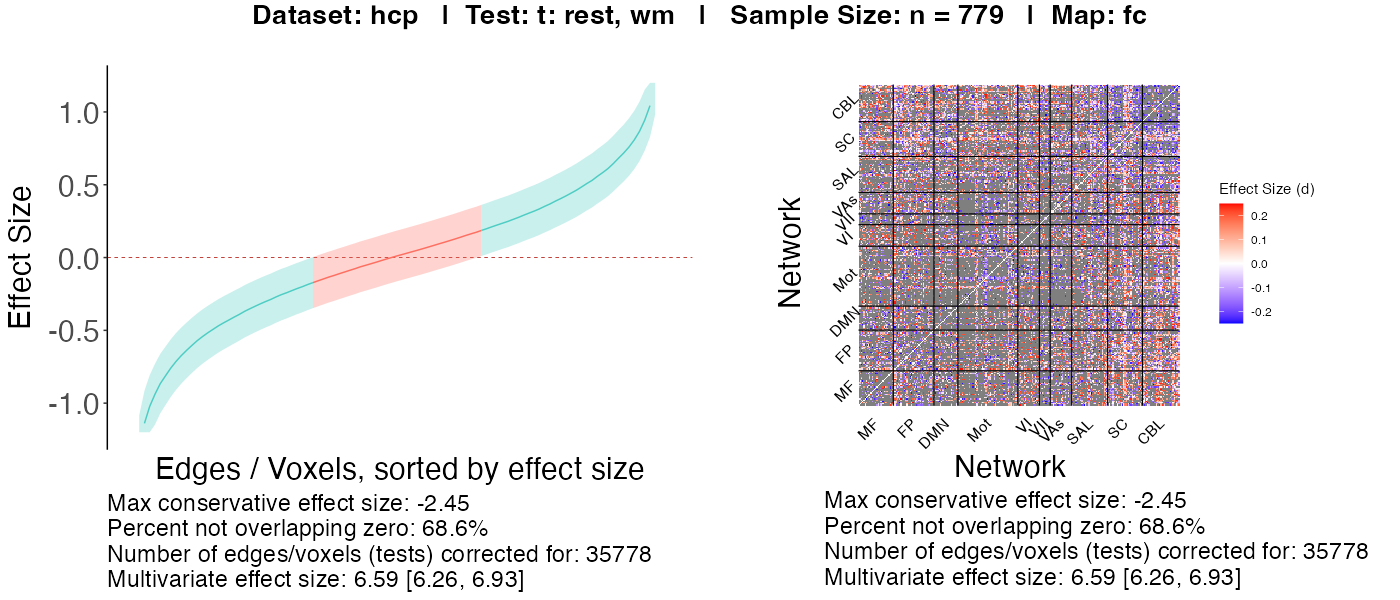 Dataset: hcp | Test: t: rest, wm | Sample Size: n = 779 | Map: fc
Effect Size
1.0
0.5
0.0
-0.5
-1.0
Edges / Voxels, sorted by effect size
Max conservative effect size: -2.45
Percent not overlapping zero: 68.6%
Number of edges/voxels (tests) corrected for: 35778
Multivariate effect size: 6.59 [6.26, 6.93]
Network
CBL
SC
SAL
VAs
VII
VI
Mot
DMN
FP
MF
MF
FP
DMN
Mot
VI
VII
VAs
SAL
SC
CBL
Network
Effect Size (d)
0.2
0.1
0.0
-0.1
-0.2
Max conservative effect size: -2.45
Percent not overlapping zero: 68.6%
Number of edges/voxels (tests) corrected for: 35778
Multivariate effect size: 6.59 [6.26, 6.93]